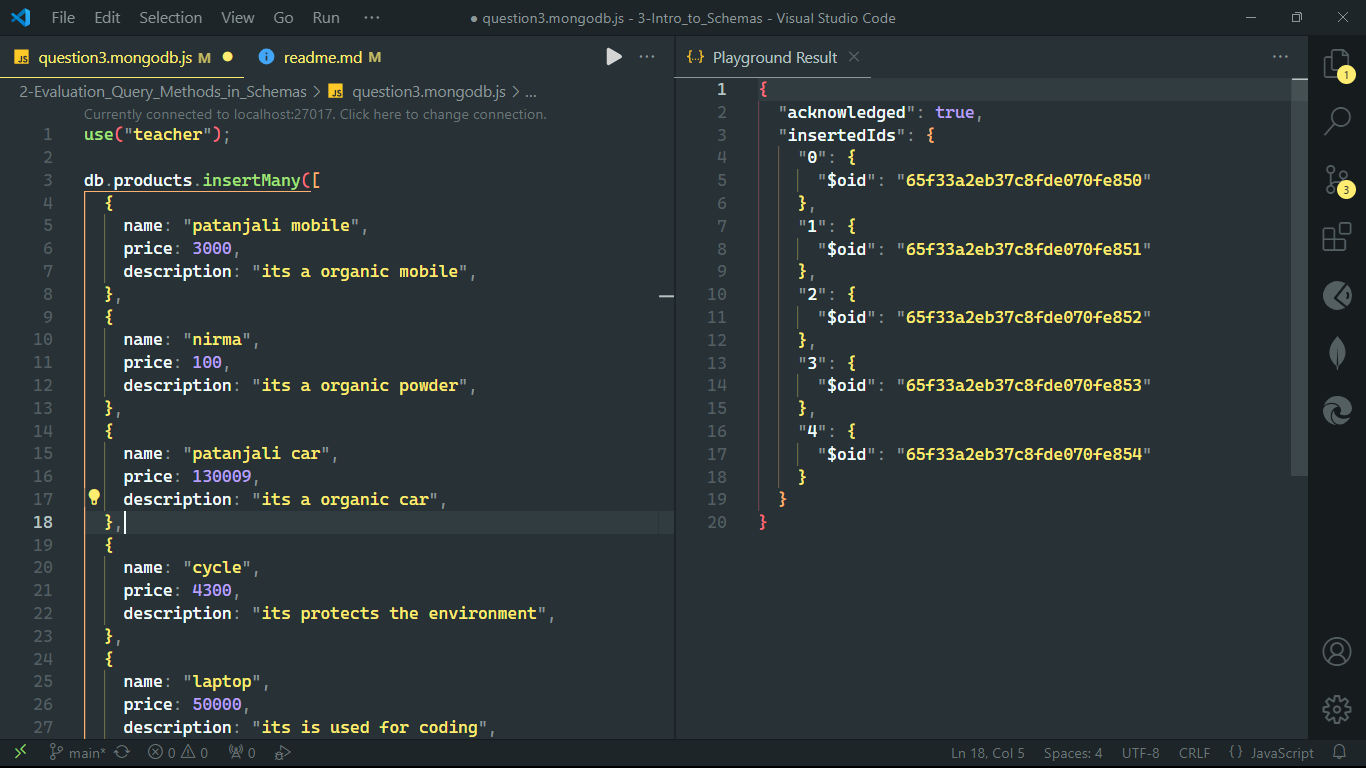 File Edit Selection View Go Run ···
● question3.mongodb.js - 3-Intro_to_Schemas - Visual Studio Code
JS question3.mongodb.js M ●
readme.md M
2-Evaluation_Query_Methods_in_Schemas > JS question3.mongodb.js > ...
Currently connected to localhost:27017. Click here to change connection.
1 use("teacher");
2
3 db.products.insertMany([
4 {
5 name: "patanjali mobile",
6 price: 3000,
7 description: "its a organic mobile",
8 },
9 {
10 name: "nirma",
11 price: 100,
12 description: "its a organic powder",
13 },
14 {
15 name: "patanjali car",
16 price: 130009,
17 description: "its a organic car",
18 },
19 {
20 name: "cycle",
21 price: 4300,
22 description: "its protects the environment",
23 },
24 {
25 name: "laptop",
26 price: 50000,
27 description: "its is used for coding",
{..} Playground Result
1 {
2 "acknowledged": true,
3 "insertedIds": {
4 "0": {
5 "$oid": "65f33a2eb37c8fde070fe850"
6 },
7 "1": {
8 "$oid": "65f33a2eb37c8fde070fe851"
9 },
10 "2": {
11 "$oid": "65f33a2eb37c8fde070fe852"
12 },
13 "3": {
14 "$oid": "65f33a2eb37c8fde070fe853"
15 },
16 "4": {
17 "$oid": "65f33a2eb37c8fde070fe854"
18 }
19 }
20 }
1
3
main* 0 0 0
Ln 18, Col 5 Spaces: 4 UTF-8 CRLF {} JavaScript